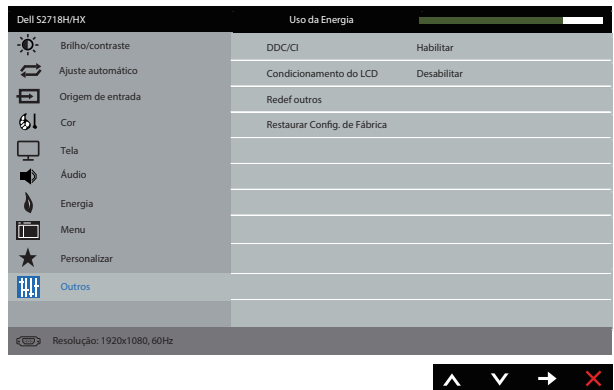 Dell S2718H/HX
Uso da Energia
Brilho/contraste
Ajuste automático
Origem de entrada
Cor
Tela
Áudio
Energia
Menu
Personalizar
Outros
DDC/CI Habilitar
Condicionamento do LCD Desabilitar
Redef outros
Restaurar Config. de Fábrica
Resolução: 1920x1080, 60Hz